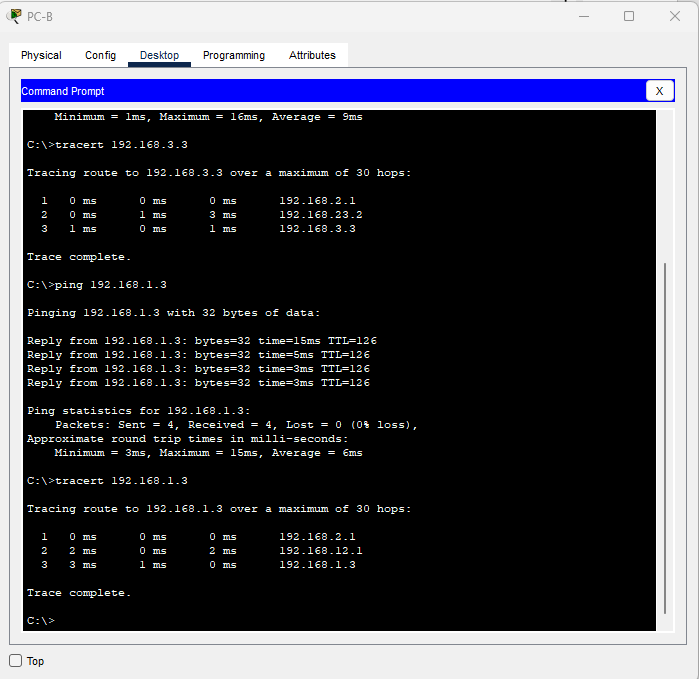 PC-B
Physical Config Desktop Programming Attributes
Command Prompt X
Minimum = 1ms, Maximum = 16ms, Average = 9ms
C:\>tracert 192.168.3.3
Tracing route to 192.168.3.3 over a maximum of 30 hops:
1 0 ms 0 ms 0 ms 192.168.2.1
2 0 ms 1 ms 3 ms 192.168.23.2
3 1 ms 0 ms 1 ms 192.168.3.3
Trace complete.
C:\>ping 192.168.1.3
Pinging 192.168.1.3 with 32 bytes of data:
Reply from 192.168.1.3: bytes=32 time=15ms TTL=126
Reply from 192.168.1.3: bytes=32 time=5ms TTL=126
Reply from 192.168.1.3: bytes=32 time=3ms TTL=126
Reply from 192.168.1.3: bytes=32 time=3ms TTL=126
Ping statistics for 192.168.1.3:
Packets: Sent = 4, Received = 4, Lost = 0 (0% loss),
Approximate round trip times in milli-seconds:
Minimum = 3ms, Maximum = 15ms, Average = 6ms
C:\>tracert 192.168.1.3
Tracing route to 192.168.1.3 over a maximum of 30 hops:
1 0 ms 0 ms 0 ms 192.168.2.1
2 2 ms 0 ms 2 ms 192.168.12.1
3 3 ms 1 ms 0 ms 192.168.1.3
Trace complete.
C:\>
Top